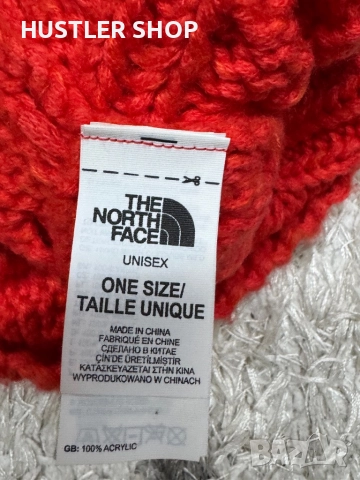 HUSTLER SHOP
THE
NORTH
FACE
UNISEX
ONE SIZE/
TAILLE UNIQUE
MADE IN CHINA
FABRIQUÉ EN CHINE
СДЕЛАНО В КИТАЕ
ÇİN'DE ÜRETİLMİŞTİR
ΚΑΤΑΣΚΕΥΑΖΕΤΑΙ ΣΤΗΝ ΚΙΝΑ
WYPRODUKOWANO W CHINACH
GB: 100% ACRYLIC
BAZAR